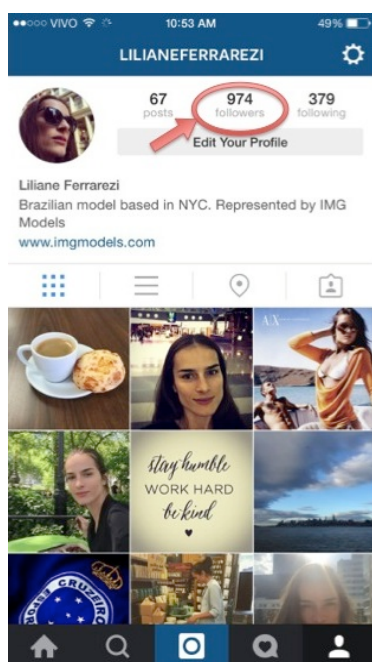 VIVO 10:53 AM 49%
LILIANEFERRAREZI
67 974 379
posts followers following
Edit Your Profile
Liliane Ferrarezi
Brazilian model based in NYC. Represented by IMG
Models
www.imgmodels.com
A|X
stay humble
WORK HARD
be kind
CRUZEIRO